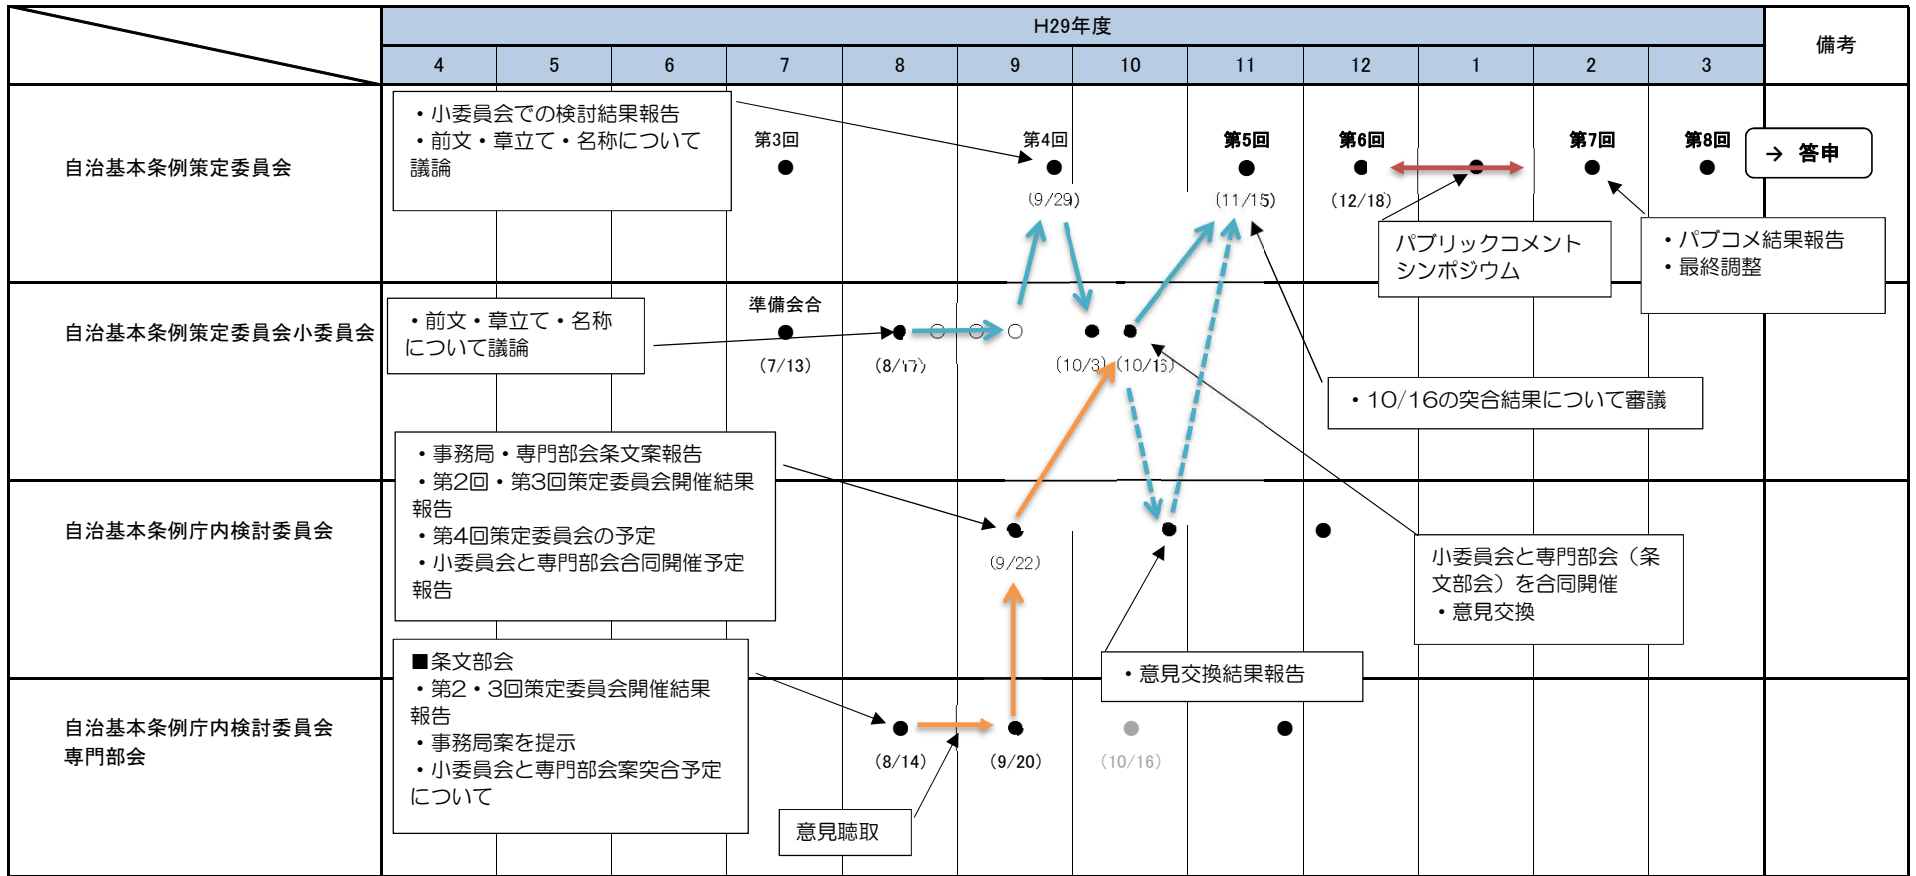 H29年度
備考
4 5 6 7 8 9 10 11 12 1 2 3
自治基本条例策定委員会
・小委員会での検討結果報告
・前文・章立て・名称について
議論
第3回
第4回
(9/29)
第5回
(11/15)
第6回
(12/18)
第7回
第8回
→ 答申
パブリックコメント
シンポジウム
・パブコメ結果報告
・最終調整
自治基本条例策定委員会小委員会
・前文・章立て・名称
について議論
準備会合
(7/13)
(8/17)
(10/3)
(10/16)
・10/16の突合結果について審議
自治基本条例庁内検討委員会
・事務局・専門部会条文案報告
・第2回・第3回策定委員会開催結果
報告
・第4回策定委員会の予定
・小委員会と専門部会合同開催予定
報告
(9/22)
小委員会と専門部会（条
文部会）を合同開催
・意見交換
・意見交換結果報告
自治基本条例庁内検討委員会
専門部会
■条文部会
・第2・3回策定委員会開催結果
報告
・事務局案を提示
・小委員会と専門部会案突合予定
について
(8/14)
(9/20)
(10/16)
意見聴取